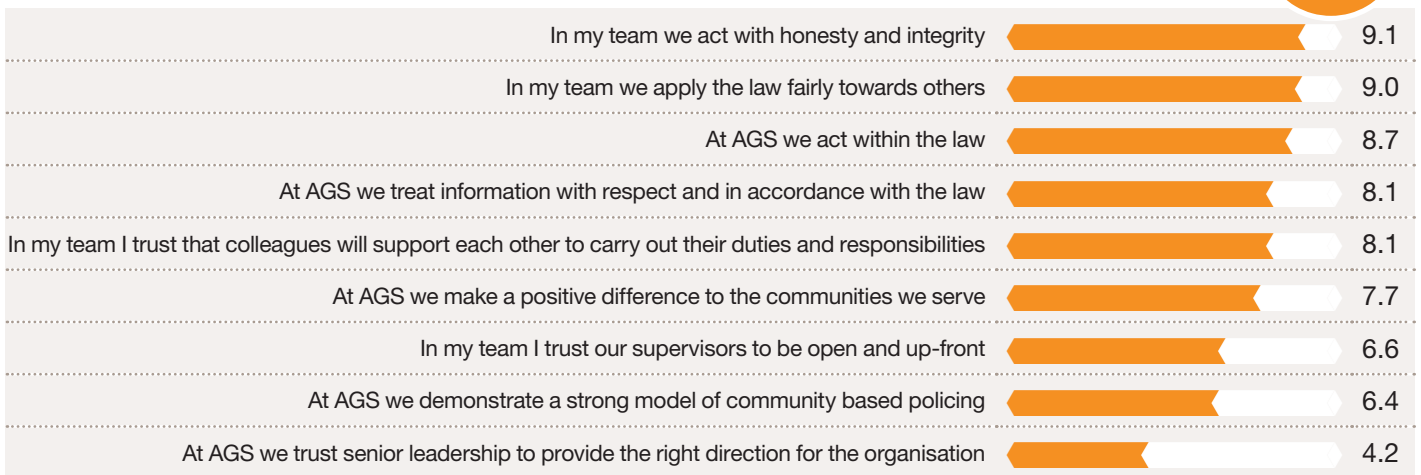 In my team we act with honesty and integrity 9.1
In my team we apply the law fairly towards others 9.0
At AGS we act within the law 8.7
At AGS we treat information with respect and in accordance with the law 8.1
In my team I trust that colleagues will support each other to carry out their duties and responsibilities 8.1
At AGS we make a positive difference to the communities we serve 7.7
In my team I trust our supervisors to be open and up-front 6.6
At AGS we demonstrate a strong model of community based policing 6.4
At AGS we trust senior leadership to provide the right direction for the organisation 4.2